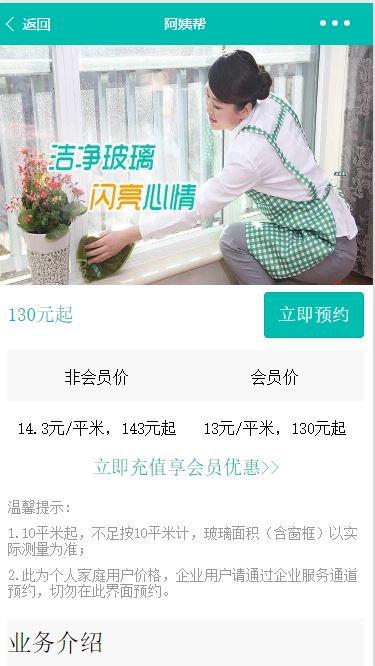 返回
阿姨帮
洁净玻璃
闪亮心情
130元起
立即预约
非会员价
会员价
14.3元/平米，143元起
13元/平米，130元起
立即充值享会员优惠>>
温馨提示:
1.10平米起，不足按10平米计，玻璃面积（含窗框）以实
际测量为准;
2.此为个人家庭用户价格，企业用户请通过企业服务通道
预约，切勿在此界面预约。
业务介绍